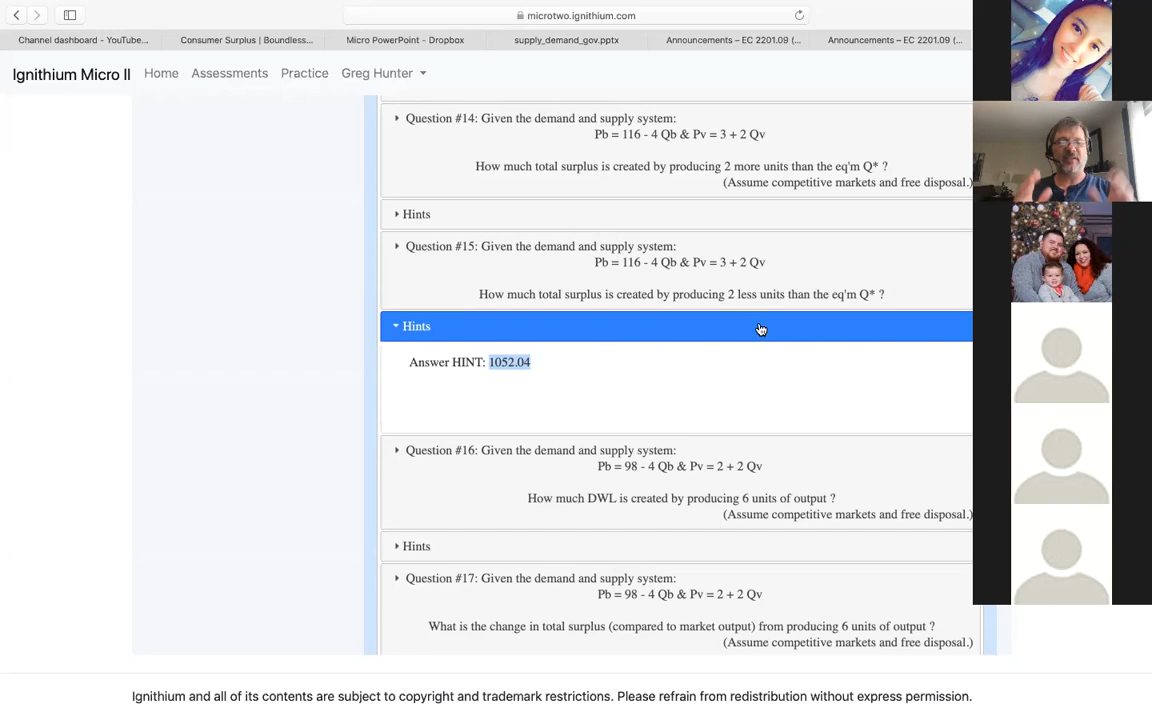 microtwo.ignithium.com
Channel dashboard - YouTube... Consumer Surplus | Boundless... Micro PowerPoint - Dropbox supply_demand_gov.pptx Announcements – EC 2201.09 (... Announcements – EC 2201.09 (...
Ignithium Micro II Home Assessments Practice Greg Hunter
Question #14: Given the demand and supply system:
Pb = 116 - 4 Qb & Pv = 3 + 2 Qv
How much total surplus is created by producing 2 more units than the eq'm Q* ?
(Assume competitive markets and free disposal.)
Hints
Question #15: Given the demand and supply system:
Pb = 116 - 4 Qb & Pv = 3 + 2 Qv
How much total surplus is created by producing 2 less units than the eq'm Q* ?
Hints
Answer HINT: 1052.04
Question #16: Given the demand and supply system:
Pb = 98 - 4 Qb & Pv = 2 + 2 Qv
How much DWL is created by producing 6 units of output ?
(Assume competitive markets and free disposal.)
Hints
Question #17: Given the demand and supply system:
Pb = 98 - 4 Qb & Pv = 2 + 2 Qv
What is the change in total surplus (compared to market output) from producing 6 units of output ?
(Assume competitive markets and free disposal.)
Ignithium and all of its contents are subject to copyright and trademark restrictions. Please refrain from redistribution without express permission.